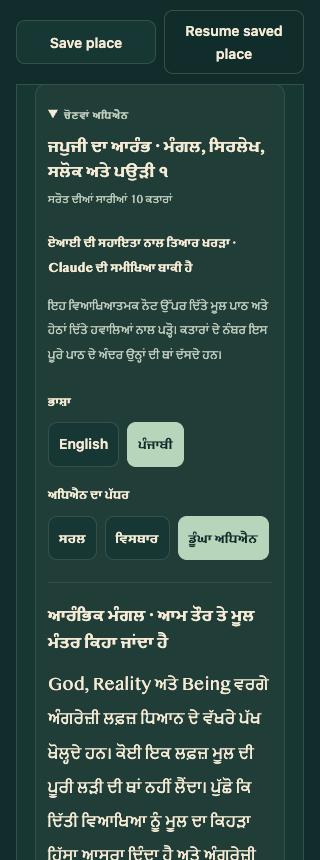 Save place
Resume saved
place
▼ ਚੋਣਵਾਂ ਅਧਿਐਨ
ਜਪੁਜੀ ਦਾ ਆਰੰਭ · ਮੰਗਲ, ਸਿਰਲੇਖ,
ਸਲੋਕ ਅਤੇ ਪਉੜੀ ੧
ਸਰੋਤ ਦੀਆਂ ਸਾਰੀਆਂ 10 ਕਤਾਰਾਂ
ਏਆਈ ਦੀ ਸਹਾਇਤਾ ਨਾਲ ਤਿਆਰ ਖਰੜਾ ·
Claude ਦੀ ਸਮੀਖਿਆ ਬਾਕੀ ਹੈ
ਇਹ ਵਿਆਖਿਆਤਮਕ ਨੋਟ ਉੱਪਰ ਦਿੱਤੇ ਮੂਲ ਪਾਠ ਅਤੇ
ਹੇਠਾਂ ਦਿੱਤੇ ਹਵਾਲਿਆਂ ਨਾਲ ਪੜ੍ਹੋ। ਕਤਾਰਾਂ ਦੇ ਨੰਬਰ ਇਸ
ਪੂਰੇ ਪਾਠ ਦੇ ਅੰਦਰ ਉਨ੍ਹਾਂ ਦੀ ਥਾਂ ਦੱਸਦੇ ਹਨ।
ਭਾਸ਼ਾ
English
ਪੰਜਾਬੀ
ਅਧਿਐਨ ਦਾ ਪੱਧਰ
ਸਰਲ
ਵਿਸਥਾਰ
ਡੂੰਘਾ ਅਧਿਐਨ
ਆਰੰਭਿਕ ਮੰਗਲ · ਆਮ ਤੌਰ ਤੇ ਮੂਲ
ਮੰਤਰ ਕਿਹਾ ਜਾਂਦਾ ਹੈ
God, Reality ਅਤੇ Being ਵਰਗੇ
ਅੰਗਰੇਜ਼ੀ ਲਫ਼ਜ਼ ਧਿਆਨ ਦੇ ਵੱਖਰੇ ਪੱਖ
ਖੋਲ੍ਹਦੇ ਹਨ। ਕੋਈ ਇਕ ਲਫ਼ਜ਼ ਮੂਲ ਦੀ
ਪੂਰੀ ਲੜੀ ਦੀ ਥਾਂ ਨਹੀਂ ਲੈਂਦਾ। ਪੁੱਛੋ ਕਿ
ਦਿੱਤੀ ਵਿਆਖਿਆ ਨੂੰ ਮੂਲ ਦਾ ਕਿਹੜਾ
ਹਿੱਸਾ ਆਸਰਾ ਦਿੰਦਾ ਹੈ ਅਤੇ ਅੰਗਰੇਜ਼ੀ